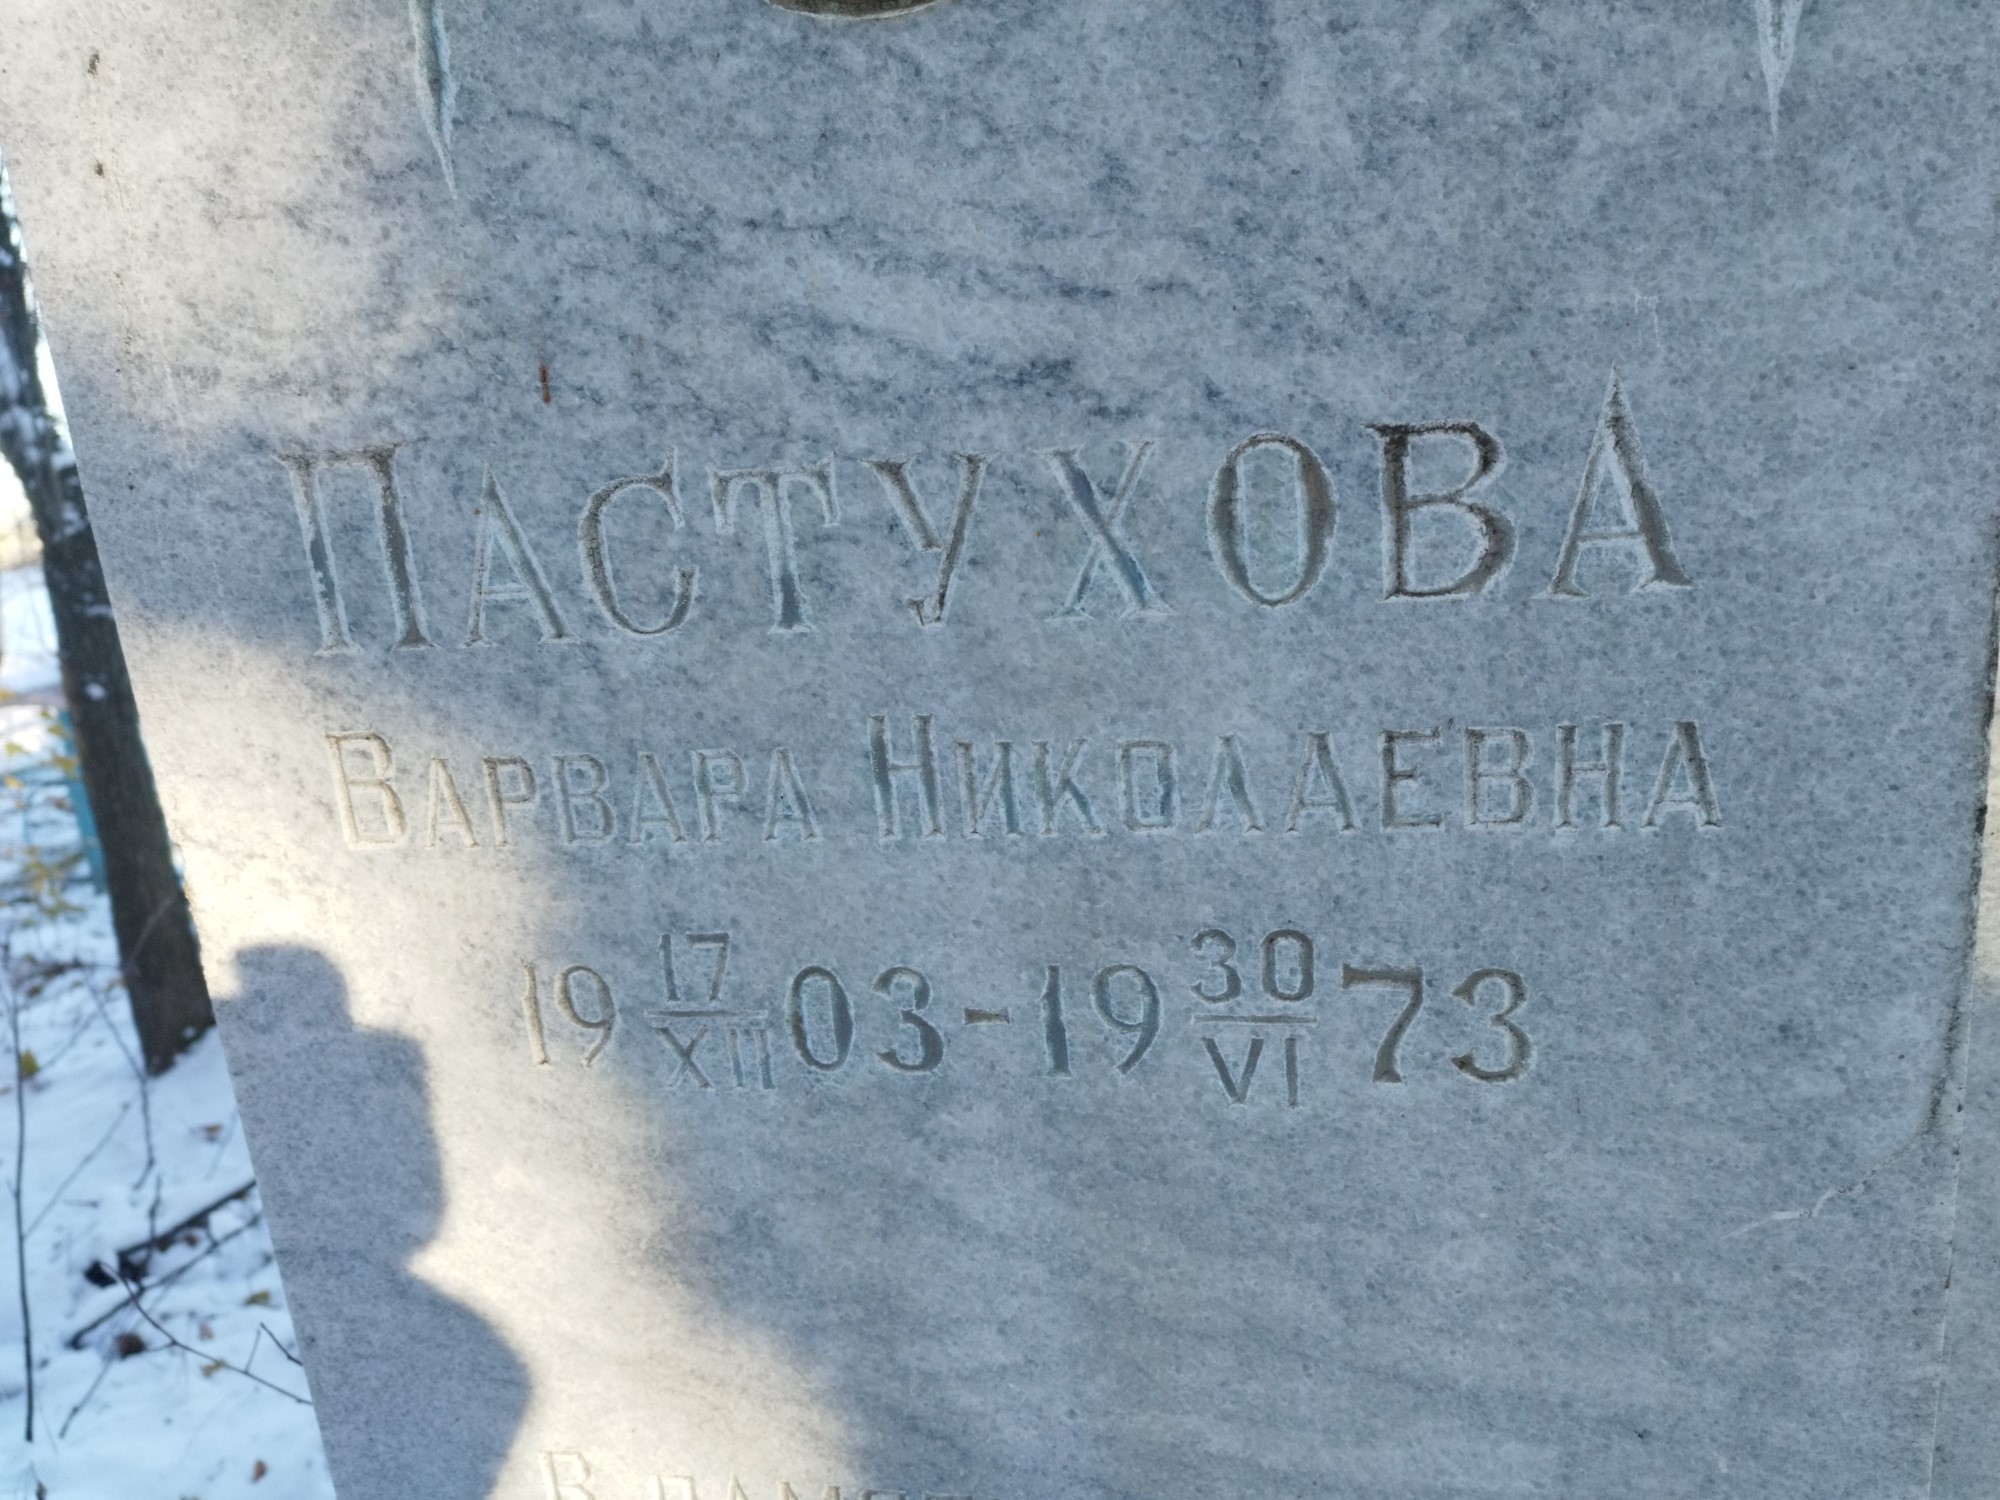 ПАСТУХОВА
ВАРВАРА НИКОЛАЕВНА
19 17/XII 03 - 19 30/VI 73
В